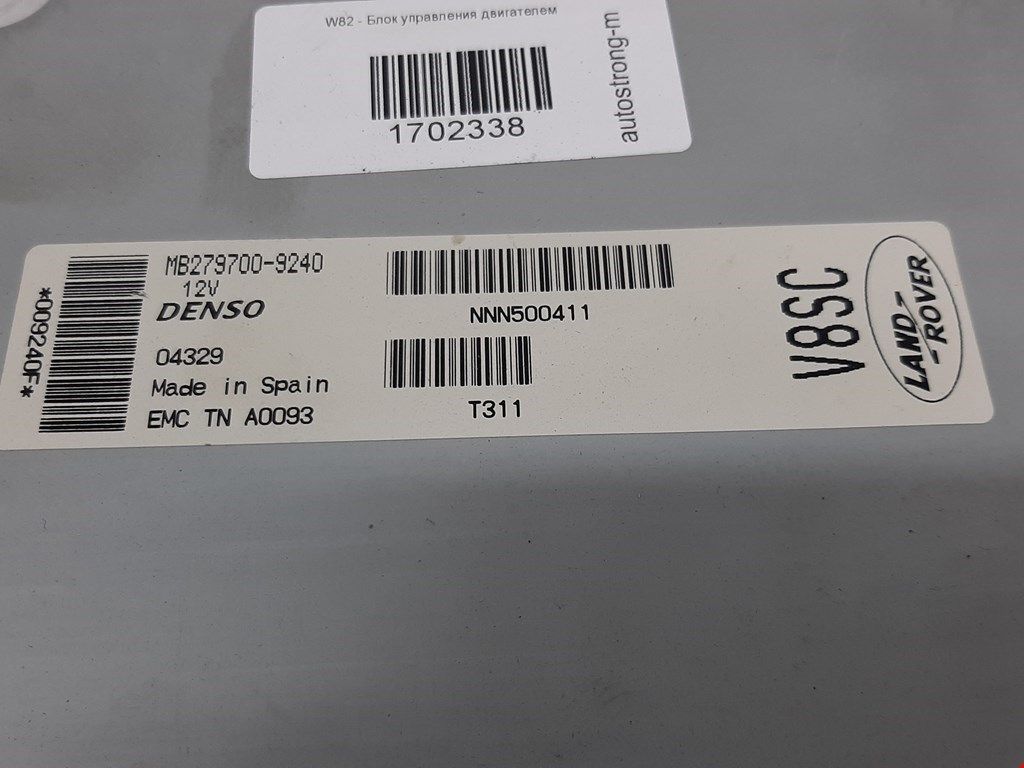 W82 - Блок управления двигателем
1702338
autostrong-m
*009240F*
MB279700-9240
12V
DENSO
04329
Made in Spain
EMC TN A0093
NNN500411
T311
V8SC
LAND-
-ROVER